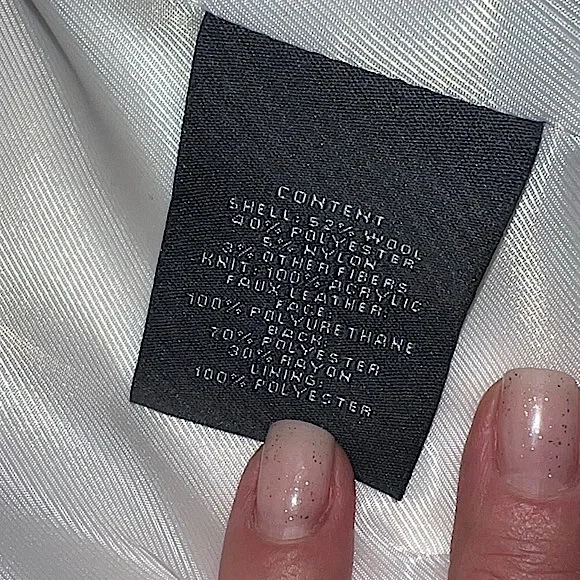 CONTENT
SHELL: 52% WOOL
40% POLYESTER
5% NYLON
3% OTHER FIBERS
KNIT: 100% ACRYLIC
FAUX LEATHER:
FACE:
100% POLYURETHANE
BACK:
70% POLYESTER
30% RAYON
LINING:
100% POLYESTER